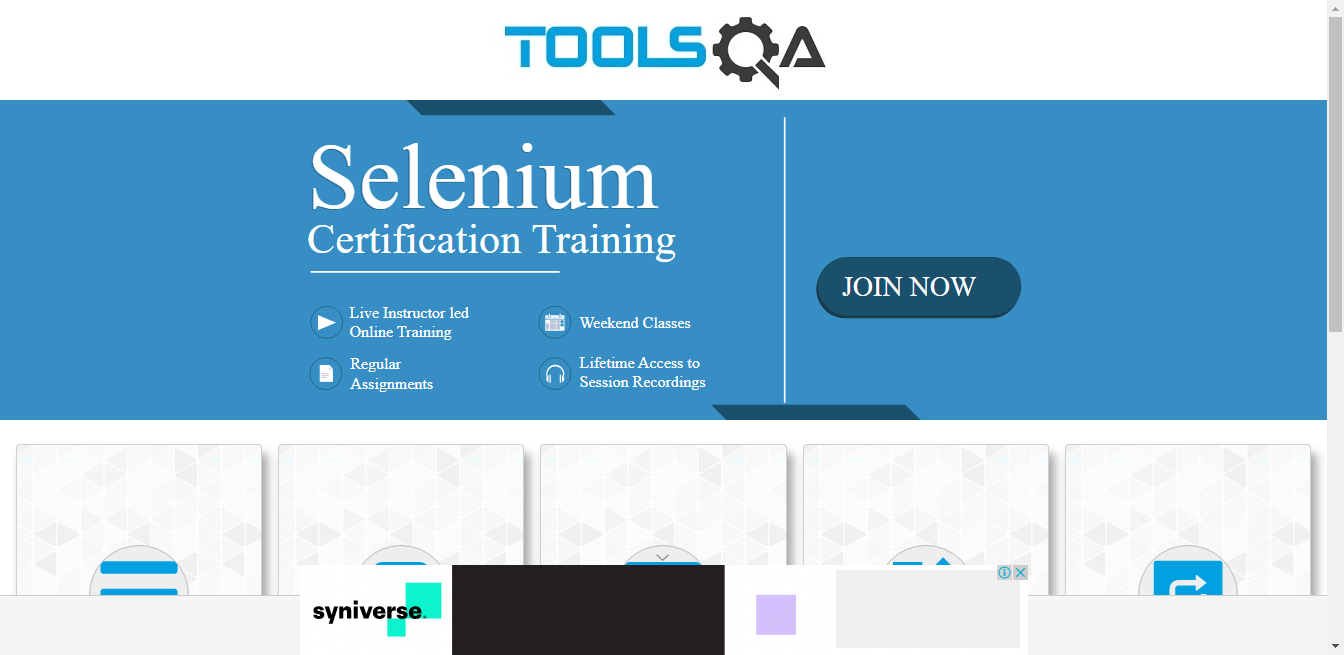 TOOLSQA
Selenium
Certification Training
JOIN NOW
Live Instructor led
Online Training
Weekend Classes
Regular
Assignments
Lifetime Access to
Session Recordings
syniverse.